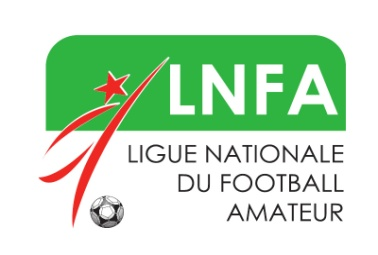 LNFA
LIGUE NATIONALE
DU FOOTBALL
AMATEUR